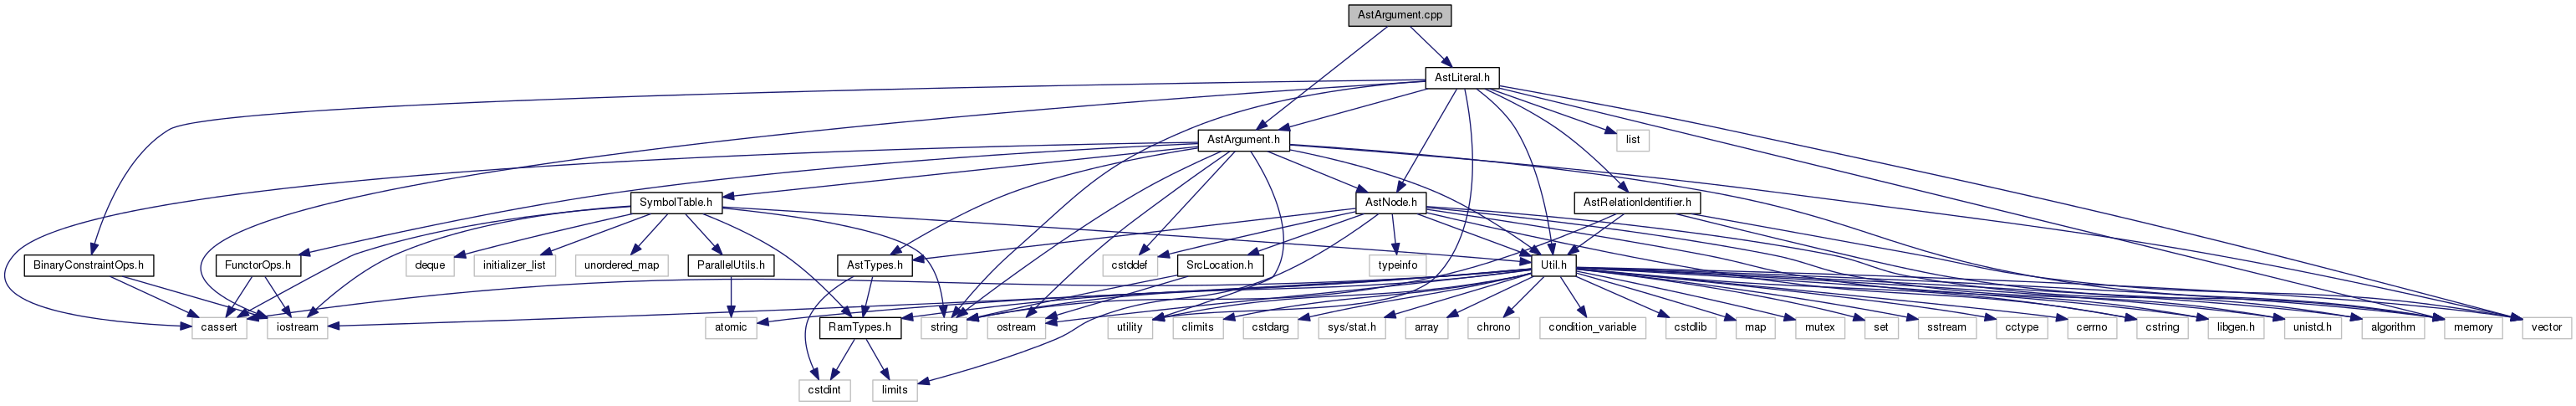 AstArgument.cpp
AstLiteral.h
AstArgument.h
list
SymbolTable.h
AstNode.h
AstRelationIdentifier.h
BinaryConstraintOps.h
FunctorOps.h
deque
initializer_list
unordered_map
ParallelUtils.h
AstTypes.h
cstddef
SrcLocation.h
typeinfo
Util.h
cassert
iostream
atomic
RamTypes.h
string
ostream
utility
climits
cstdarg
sys/stat.h
array
chrono
condition_variable
cstdlib
map
mutex
set
sstream
cctype
cerrno
cstring
libgen.h
unistd.h
algorithm
memory
vector
cstdint
limits